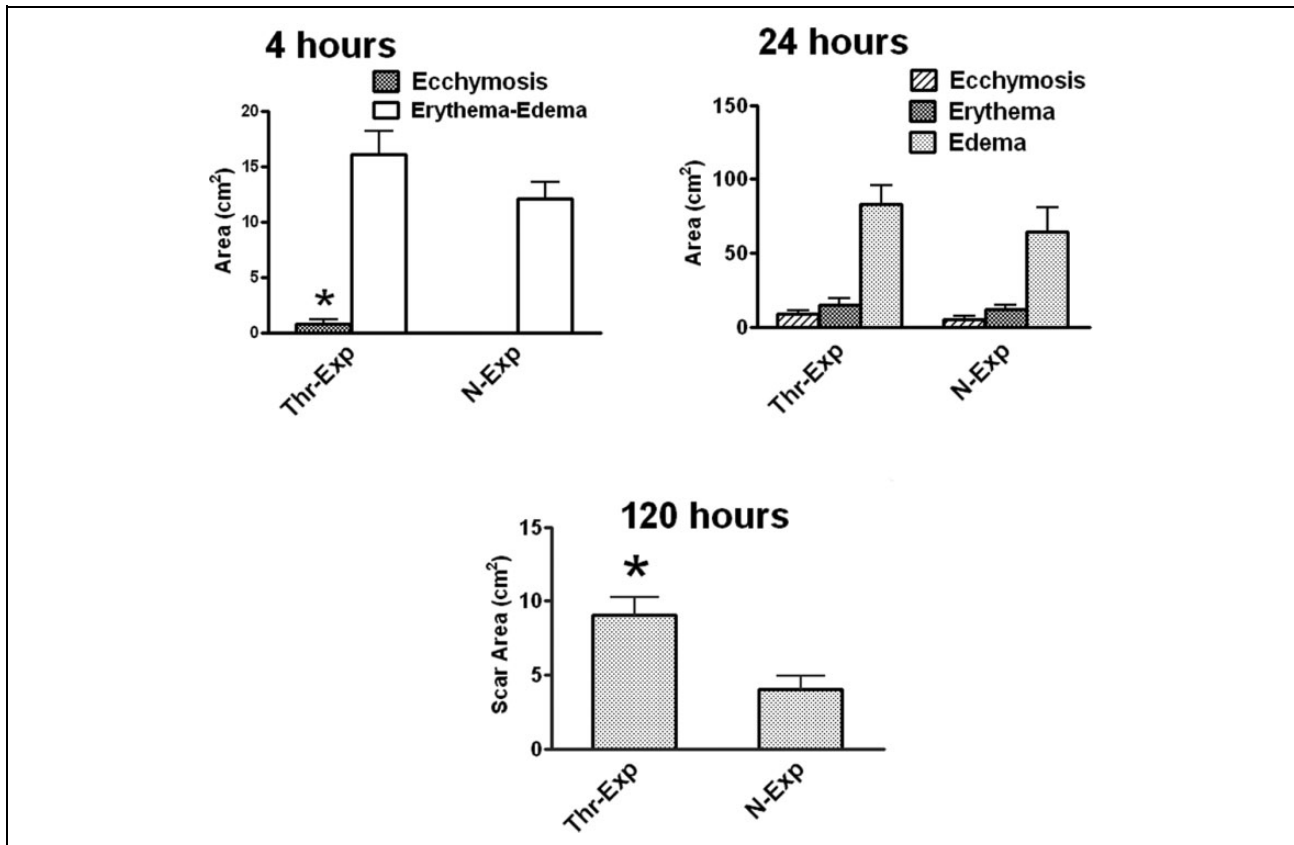 4 hours
Ecchymosis
Erythema-Edema
20
15
10
5
0
Area (cm²)
*
Thr-Exp
N-Exp
24 hours
Ecchymosis
Erythema
Edema
150
100
50
0
Area (cm²)
Thr-Exp
N-Exp
120 hours
15
10
5
0
Scar Area (cm²)
*
Thr-Exp
N-Exp